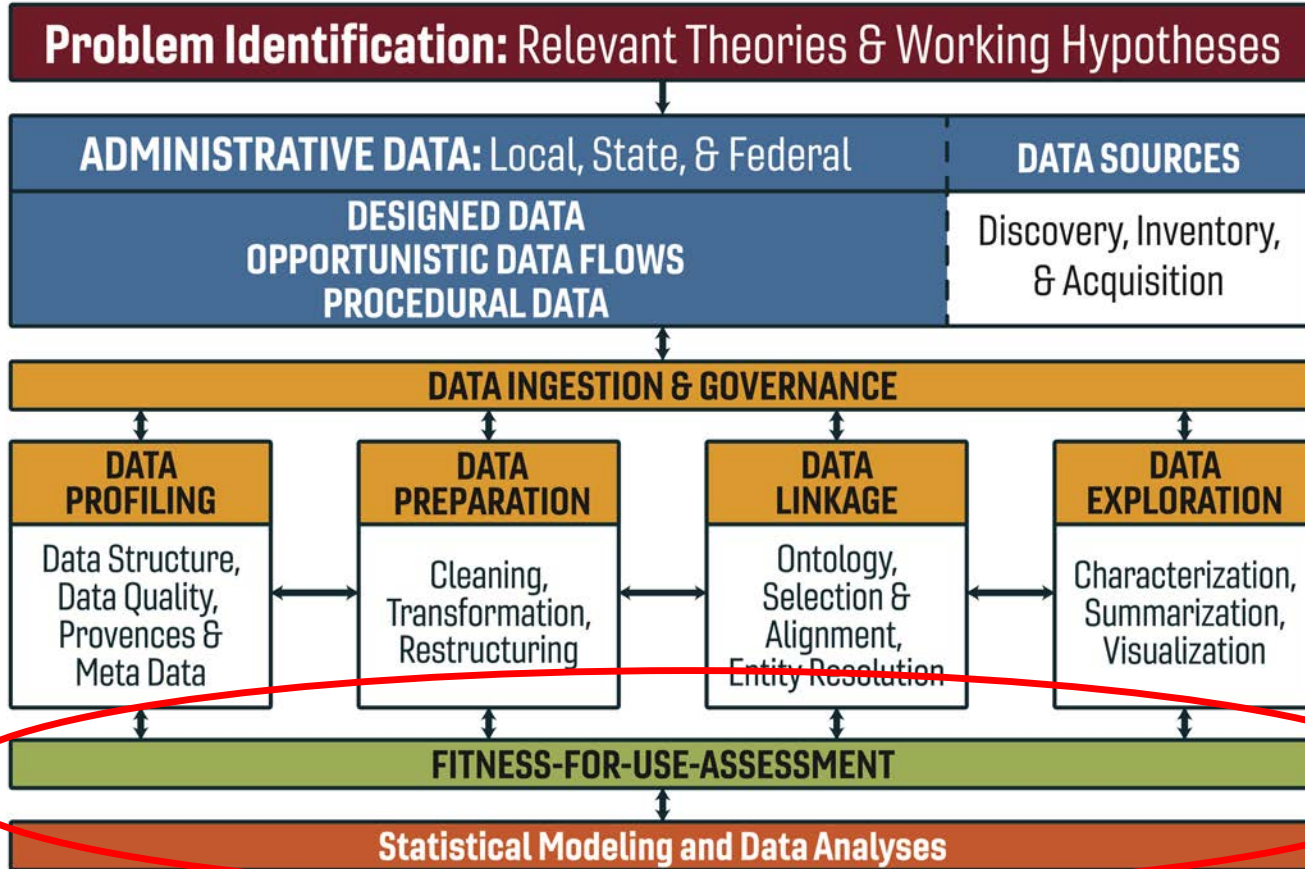 Problem Identification: Relevant Theories & Working Hypotheses
ADMINISTRATIVE DATA: Local, State, & Federal
DATA SOURCES
DESIGNED DATA
OPPORTUNISTIC DATA FLOWS
PROCEDURAL DATA
Discovery, Inventory,
& Acquisition
DATA INGESTION & GOVERNANCE
DATA
PROFILING
Data Structure,
Data Quality,
Provences &
Meta Data
DATA
PREPARATION
Cleaning,
Transformation,
Restructuring
DATA
LINKAGE
Ontology,
Selection &
Alignment,
Entity Resolution
DATA
EXPLORATION
Characterization,
Summarization,
Visualization
FITNESS-FOR-USE-ASSESSMENT
Statistical Modeling and Data Analyses